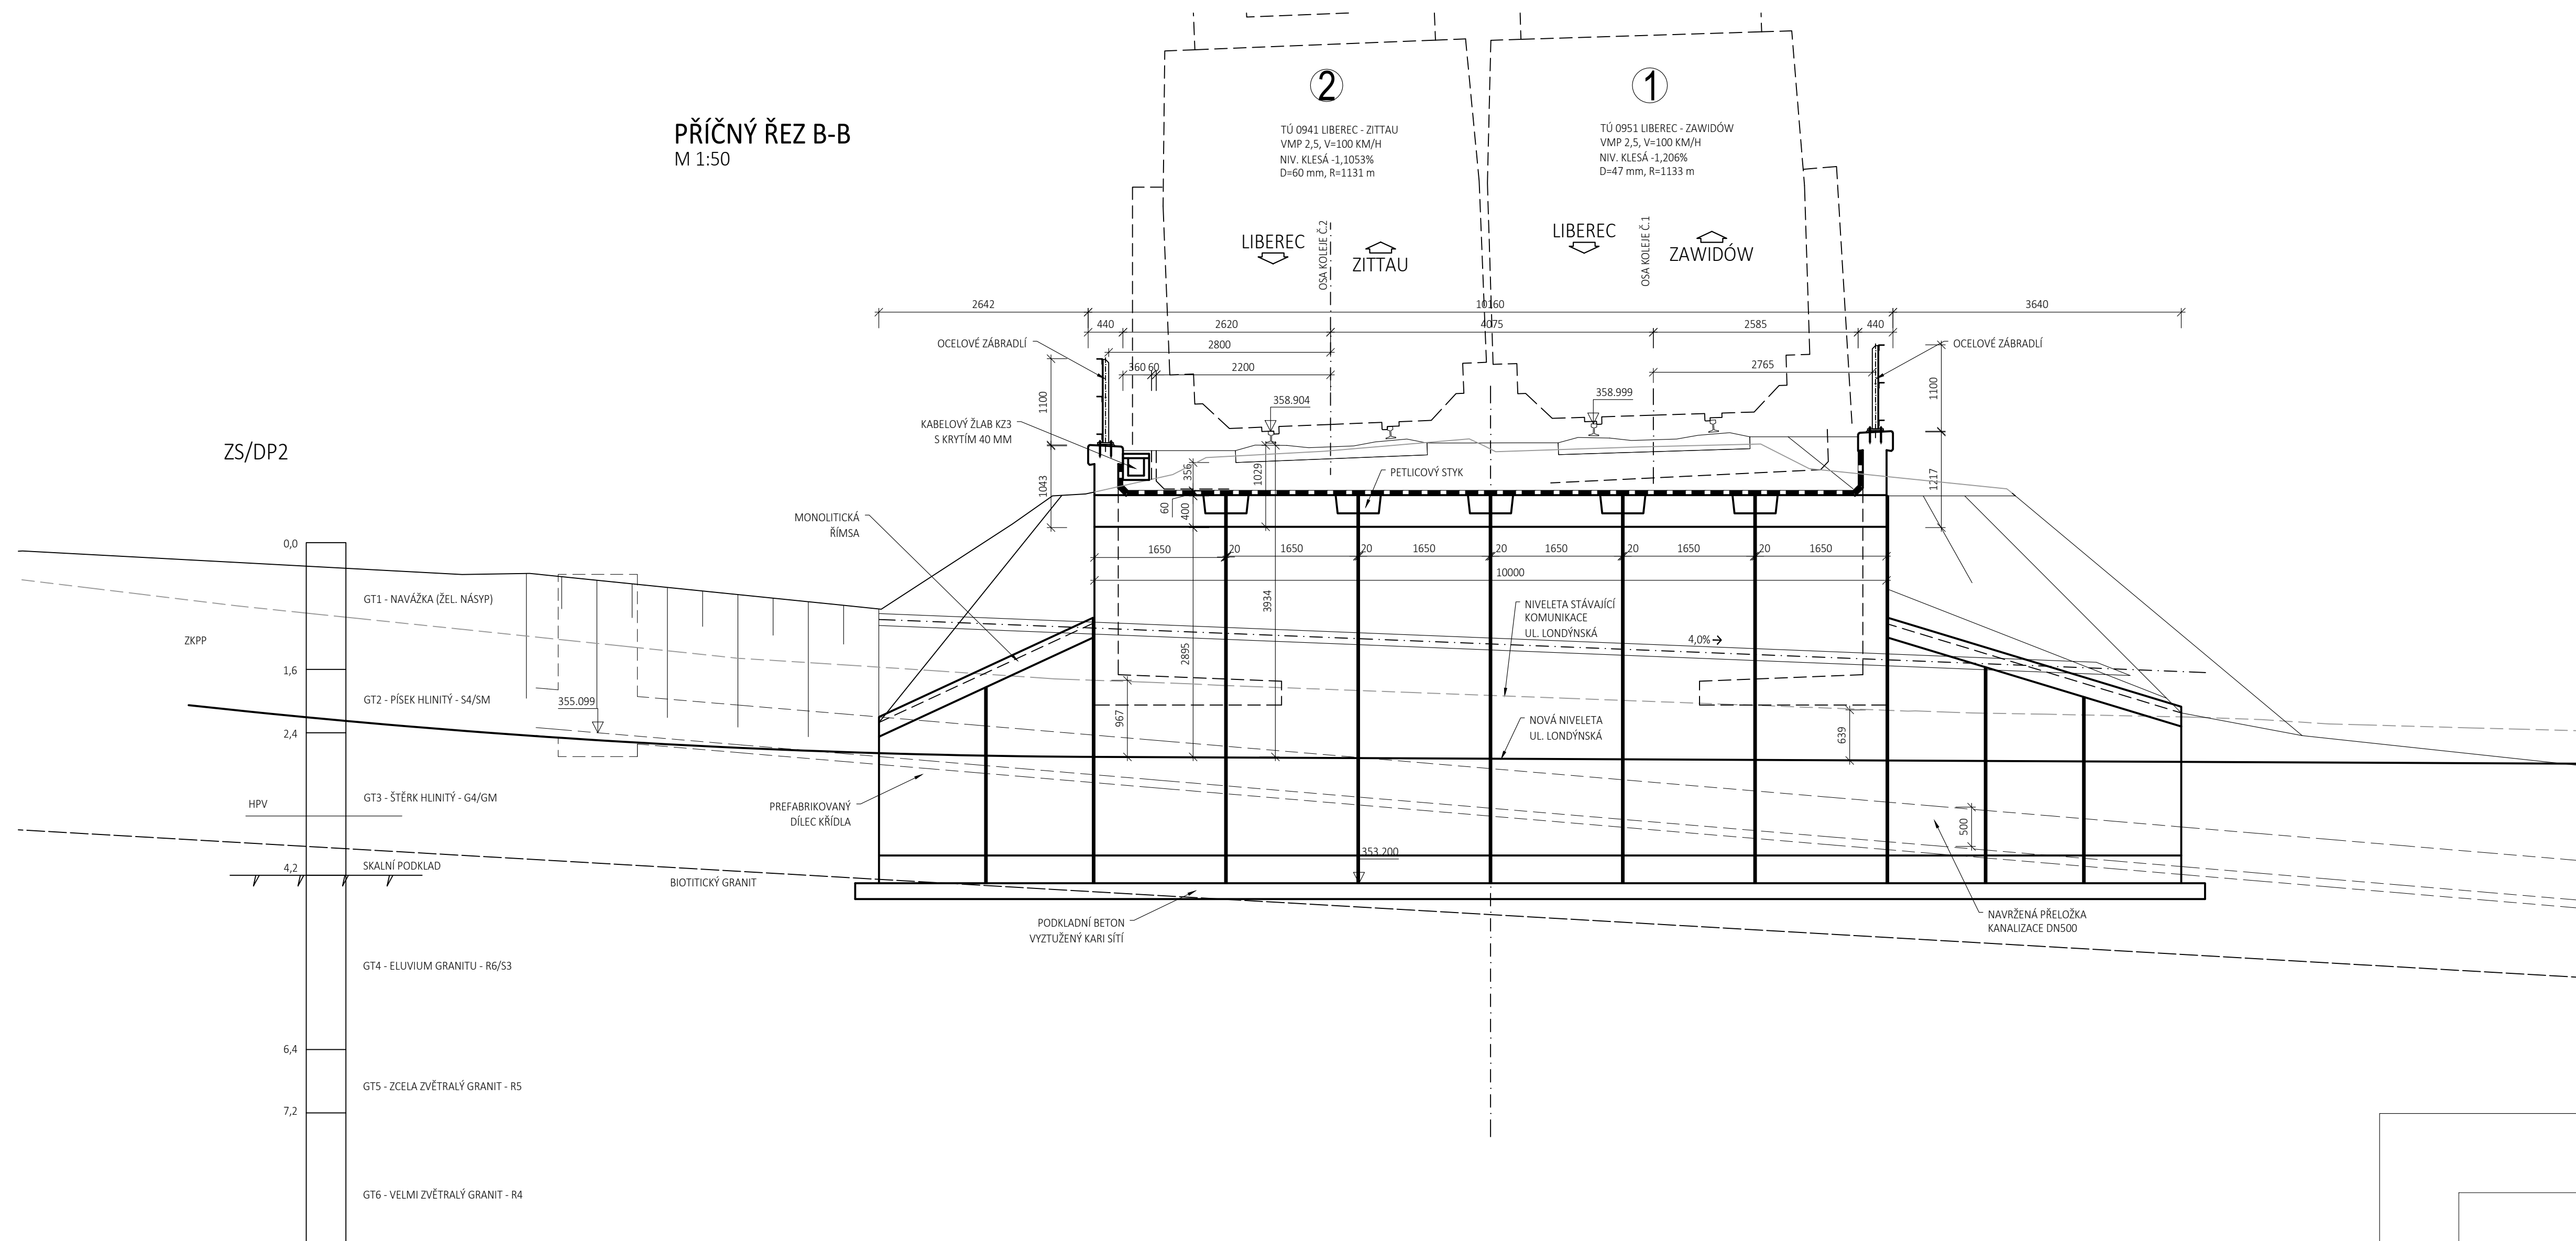 PŘÍČNÝ ŘEZ B-B
M 1:50
2
TÚ 0941 LIBEREC - ZITTAU
VMP 2,5, V=100 KM/H
NIV. KLESÁ -1,1053%
D=60 mm, R=1131 m
1
TÚ 0951 LIBEREC - ZAWIDÓW
VMP 2,5, V=100 KM/H
NIV. KLESÁ -1,206%
D=47 mm, R=1133 m
LIBEREC
OSA KOLEJE Č.2
ZITTAU
LIBEREC
OSA KOLEJE Č.1
ZAWIDÓW
2642
10160
3640
440
2620
4075
2585
440
OCELOVÉ ZÁBRADLÍ
2800
OCELOVÉ ZÁBRADLÍ
360
60
2200
2765
1100
358.904
358.999
1100
KABELOVÝ ŽLAB KZ3
S KRYTÍM 40 MM
ZS/DP2
1043
356
1029
PETLICOVÝ STYK
1217
60
400
MONOLITICKÁ
ŘÍMSA
1650
20
1650
20
1650
20
1650
20
1650
20
1650
10000
0,0
GT1 - NAVÁŽKA (ŽEL. NÁSYP)
3934
NIVELETA STÁVAJÍCÍ
KOMUNIKACE
UL. LONDÝNSKÁ
ZKPP
4,0%
2895
1,6
GT2 - PÍSEK HLINITÝ - S4/SM
355.099
967
NOVÁ NIVELETA
UL. LONDÝNSKÁ
639
2,4
GT3 - ŠTĚRK HLINITÝ - G4/GM
HPV
PREFABRIKOVANÝ
DÍLEC KŘÍDLA
500
353.200
4,2
SKALNÍ PODKLAD
BIOTITICKÝ GRANIT
PODKLADNÍ BETON
VYZTUŽENÝ KARI SÍTÍ
NAVRŽENÁ PŘELOŽKA
KANALIZACE DN500
GT4 - ELUVIUM GRANITU - R6/S3
6,4
GT5 - ZCELA ZVĚTRALÝ GRANIT - R5
7,2
GT6 - VELMI ZVĚTRALÝ GRANIT - R4